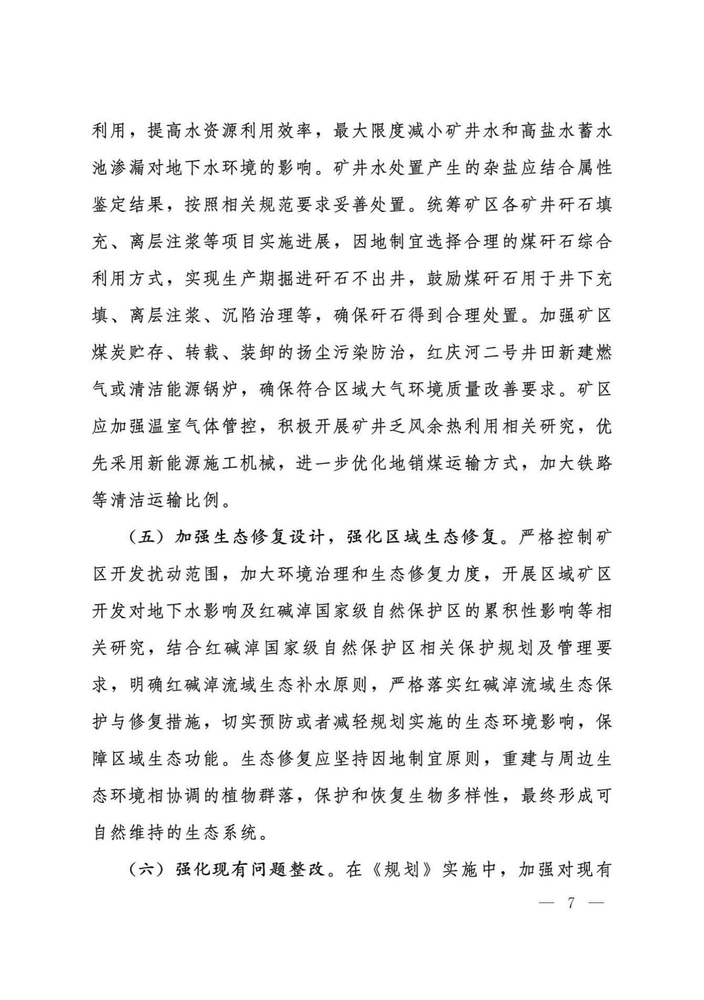 利用，提高水资源利用效率，最大限度减小矿井水和高盐水蓄水
池渗漏对地下水环境的影响。矿井水处置产生的杂盐应结合属性
鉴定结果，按照相关规范要求妥善处置。统筹矿区各矿井矸石填
充、离层注浆等项目实施进展，因地制宜选择合理的煤矸石综合
利用方式，实现生产期掘进矸石不出井，鼓励煤矸石用于井下充
填、离层注浆、沉陷治理等，确保矸石得到合理处置。加强矿区
煤炭贮存、转载、装卸的扬尘污染防治，红庆河二号井田新建燃
气或清洁能源锅炉，确保符合区域大气环境质量改善要求。矿区
应加强温室气体管控，积极开展矿井乏风余热利用相关研究，优
先采用新能源施工机械，进一步优化地销煤运输方式，加大铁路
等清洁运输比例。
（五）加强生态修复设计，强化区域生态修复。严格控制矿
区开发扰动范围，加大环境治理和生态修复力度，开展区域矿区
开发对地下水影响及红碱淖国家级自然保护区的累积性影响等相
关研究，结合红碱淖国家级自然保护区相关保护规划及管理要
求，明确红碱淖流域生态补水原则，严格落实红碱淖流域生态保
护与修复措施，切实预防或者减轻规划实施的生态环境影响，保
障区域生态功能。生态修复应坚持因地制宜原则，重建与周边生
态环境相协调的植物群落，保护和恢复生物多样性，最终形成可
自然维持的生态系统。
（六）强化现有问题整改。在《规划》实施中，加强对现有
— 7 —